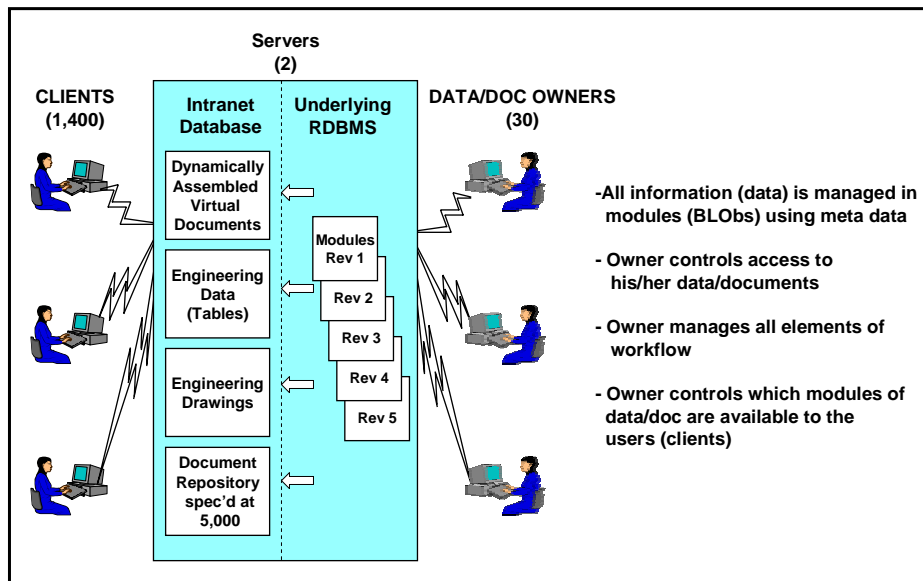 Servers
(2)
CLIENTS
(1,400)
Intranet
Database
Underlying
RDBMS
DATA/DOC OWNERS
(30)
Dynamically
Assembled
Virtual
Documents
Engineering
Data
(Tables)
Engineering
Drawings
Document
Repository
spec'd at
5,000
Modules
Rev 1
Rev 2
Rev 3
Rev 4
Rev 5
-All information (data) is managed in
modules (BLObs) using meta data
- Owner controls access to
his/her data/documents
- Owner manages all elements of
workflow
- Owner controls which modules of
data/doc are available to the
users (clients)